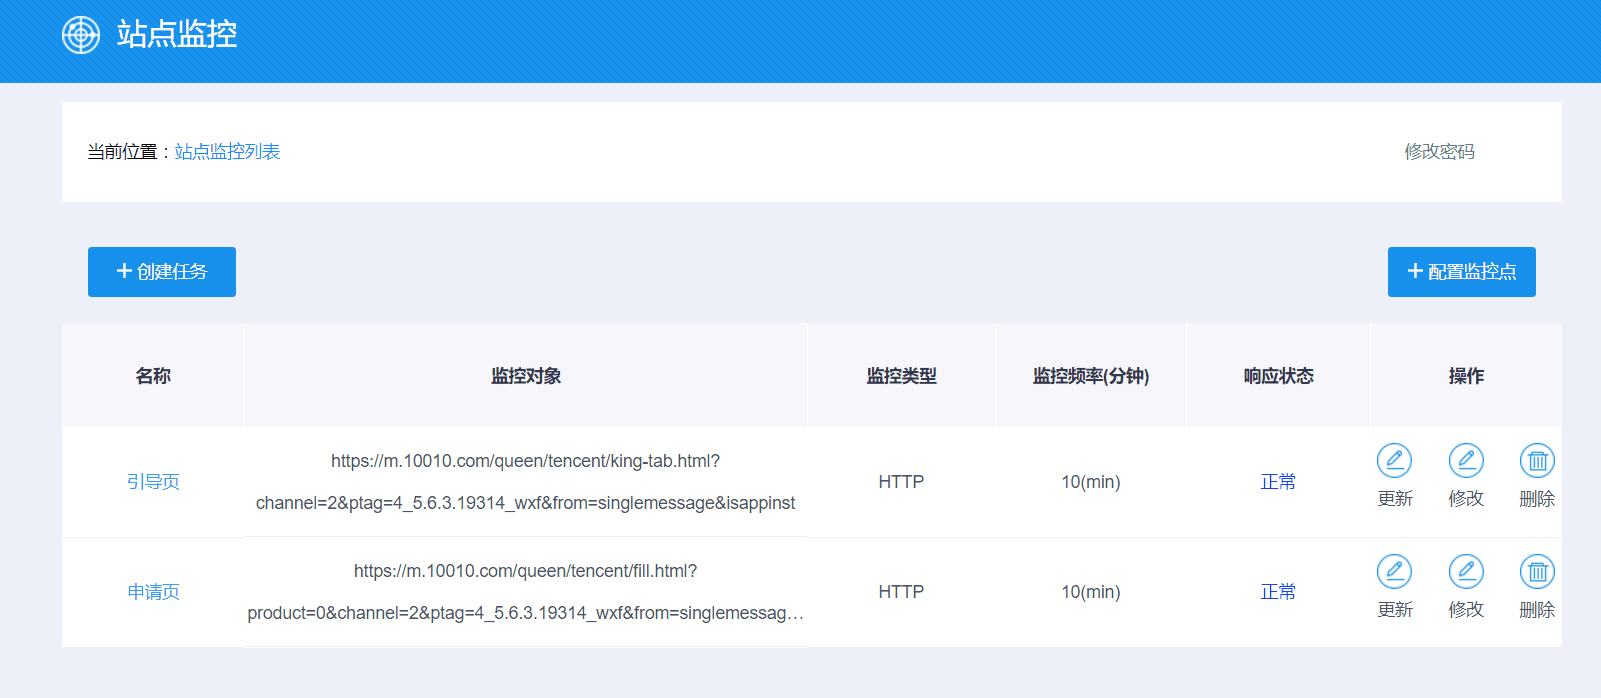 站点监控
当前位置：站点监控列表
修改密码
+ 创建任务
+ 配置监控点
名称 监控对象 监控类型 监控频率(分钟) 响应状态 操作
https://m.10010.com/queen/tencent/king-tab.html?
引导页 HTTP 10(min) 正常
channel=2&ptag=4_5.6.3.19314_wxf&from=singlemessage&isappinst
更新 修改 删除
https://m.10010.com/queen/tencent/fill.html?
申请页 HTTP 10(min) 正常
product=0&channel=2&ptag=4_5.6.3.19314_wxf&from=singlemessag...
更新 修改 删除